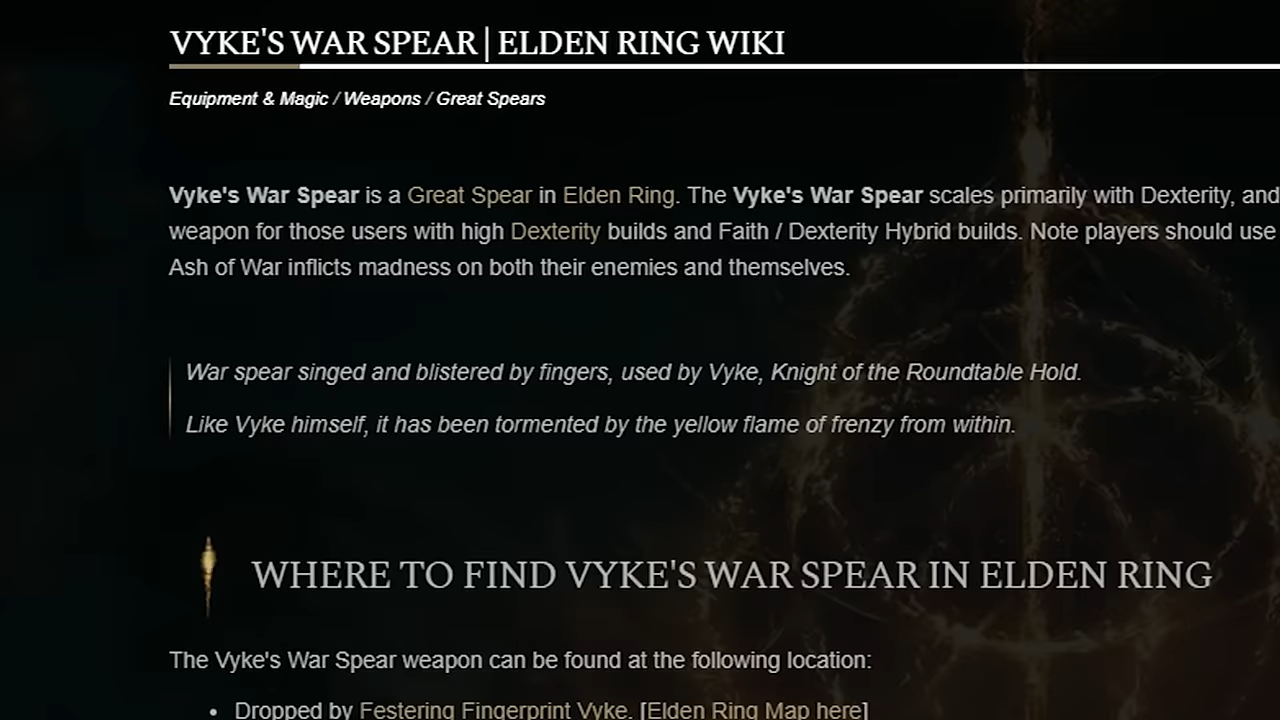 VYKE'S WAR SPEAR | ELDEN RING WIKI
Equipment & Magic / Weapons / Great Spears
Vyke's War Spear is a Great Spear in Elden Ring. The Vyke's War Spear scales primarily with Dexterity, and
weapon for those users with high Dexterity builds and Faith / Dexterity Hybrid builds. Note players should use
Ash of War inflicts madness on both their enemies and themselves.
War spear singed and blistered by fingers, used by Vyke, Knight of the Roundtable Hold.
Like Vyke himself, it has been tormented by the yellow flame of frenzy from within.
WHERE TO FIND VYKE'S WAR SPEAR IN ELDEN RING
The Vyke's War Spear weapon can be found at the following location:
• Dropped by Festering Fingerprint Vyke. [Elden Ring Map here]